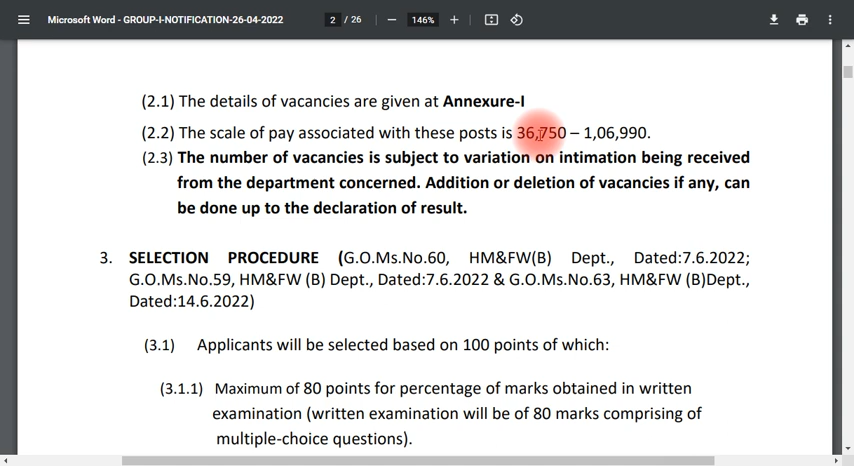 Microsoft Word - GROUP-I-NOTIFICATION-26-04-2022
2 / 26
146%
(2.1) The details of vacancies are given at Annexure-I
(2.2) The scale of pay associated with these posts is 36,750 – 1,06,990.
(2.3) The number of vacancies is subject to variation on intimation being received
from the department concerned. Addition or deletion of vacancies if any, can
be done up to the declaration of result.
3. SELECTION PROCEDURE (G.O.Ms.No.60, HM&FW(B) Dept., Dated:7.6.2022;
G.O.Ms.No.59, HM&FW (B) Dept., Dated:7.6.2022 & G.O.Ms.No.63, HM&FW (B)Dept.,
Dated:14.6.2022)
(3.1) Applicants will be selected based on 100 points of which:
(3.1.1) Maximum of 80 points for percentage of marks obtained in written
examination (written examination will be of 80 marks comprising of
multiple-choice questions).